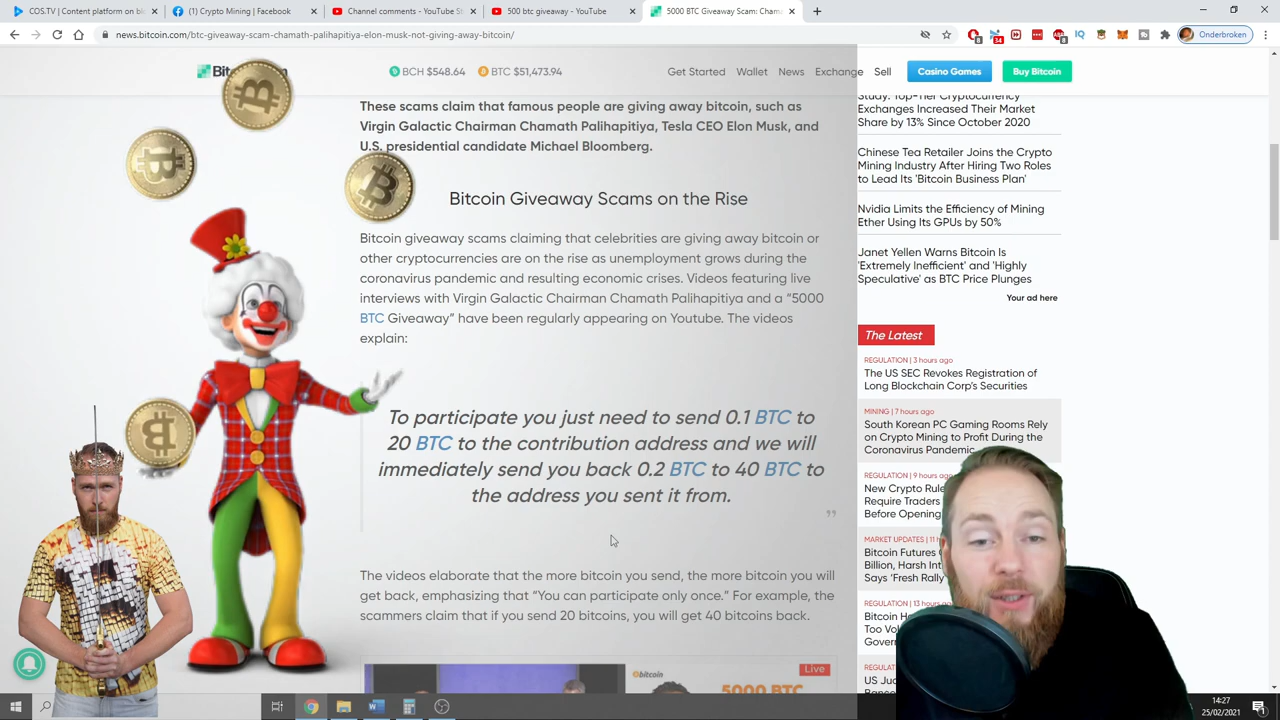 COS.TV | Content platform on bl
(1) Crypto Mining | Facebook
Channel comments - YouTube St
500 btc giveaway - YouTube
5000 BTC Scam: Cham
news.bitcoin.com/btc-giveaway-scam-chamath-palihapitiya-elon-musk-not-giving-away-bitcoin/
8
34
8
IQ
Onderbroken
BCH $548.64
BTC $51,473.94
Get Started
Wallet
News
Exchange
Sell
Casino Games
Buy Bitcoin
These scams claim that famous people are giving away bitcoin, such as
Virgin Galactic Chairman Chamath Palihapitiya, Tesla CEO Elon Musk, and
U.S. presidential candidate Michael Bloomberg.
Bitcoin Giveaway Scams on the Rise
Bitcoin giveaway scams claiming that celebrities are giving away bitcoin or
other cryptocurrencies are on the rise as unemployment grows during the
coronavirus pandemic and resulting economic crises. Videos featuring live
interviews with Virgin Galactic Chairman Chamath Palihapitiya and a “5000
BTC Giveaway” have been regularly appearing on Youtube. The videos
explain:
To participate you just need to send 0.1 BTC to
20 BTC to the contribution address and we will
immediately send you back 0.2 BTC to 40 BTC to
the address you sent it from.
”
The videos elaborate that the more bitcoin you send, the more bitcoin you will
get back, emphasizing that “You can participate only once.” For example, the
scammers claim that if you send 20 bitcoins, you will get 40 bitcoins back.
bitcoin
Live
5000 BTC
Study: Top-Tier Cryptocurrency
Exchanges Increased Their Market
Share by 13% Since October 2020
Chinese Tea Retailer Joins the Crypto
Mining Industry After Hiring Two Roles
to Lead Its 'Bitcoin Business Plan'
Nvidia Limits the Efficiency of Mining
Ether Using Its GPUs by 50%
Janet Yellen Warns Bitcoin Is
'Extremely Inefficient' and 'Highly
Speculative' as BTC Price Plunges
Your ad here
The Latest
REGULATION | 3 hours ago
The US SEC Revokes Registration of
Long Blockchain Corp's Securities
MINING | 7 hours ago
South Korean PC Gaming Rooms Rely
on Crypto Mining to Profit During the
Coronavirus Pandemic
REGULATION | 9 hours ago
New Crypto Rule
Require Traders
Before Opening
MARKET UPDATES | 11 h
Bitcoin Futures
Billion, Harsh Int
Says 'Fresh Rally
REGULATION | 13 hours ago
Bitcoin
Too Vol
Govern
REGULAT
US Ju
14:27
25/02/2021
1